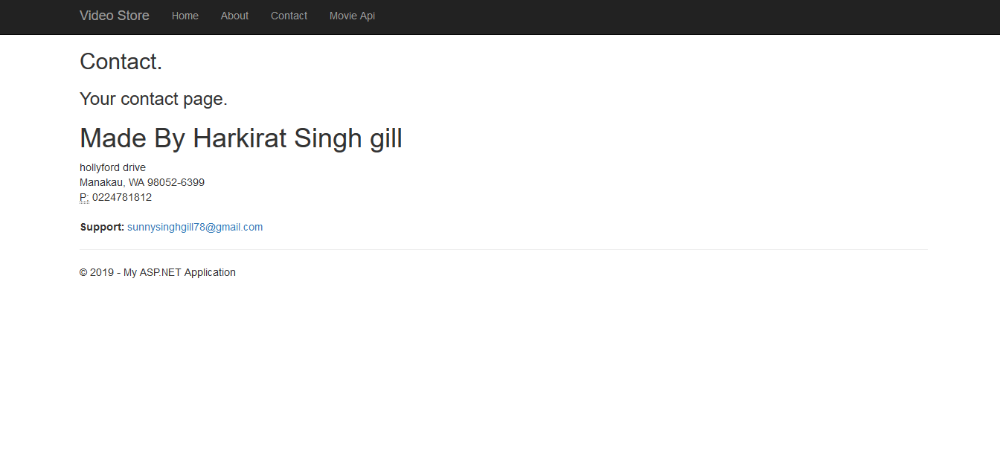 Video Store Home About Contact Movie Api
Contact.
Your contact page.
Made By Harkirat Singh gill
hollyford drive
Manakau, WA 98052-6399
P: 0224781812
Support: sunnysinghgill78@gmail.com
© 2019 - My ASP.NET Application